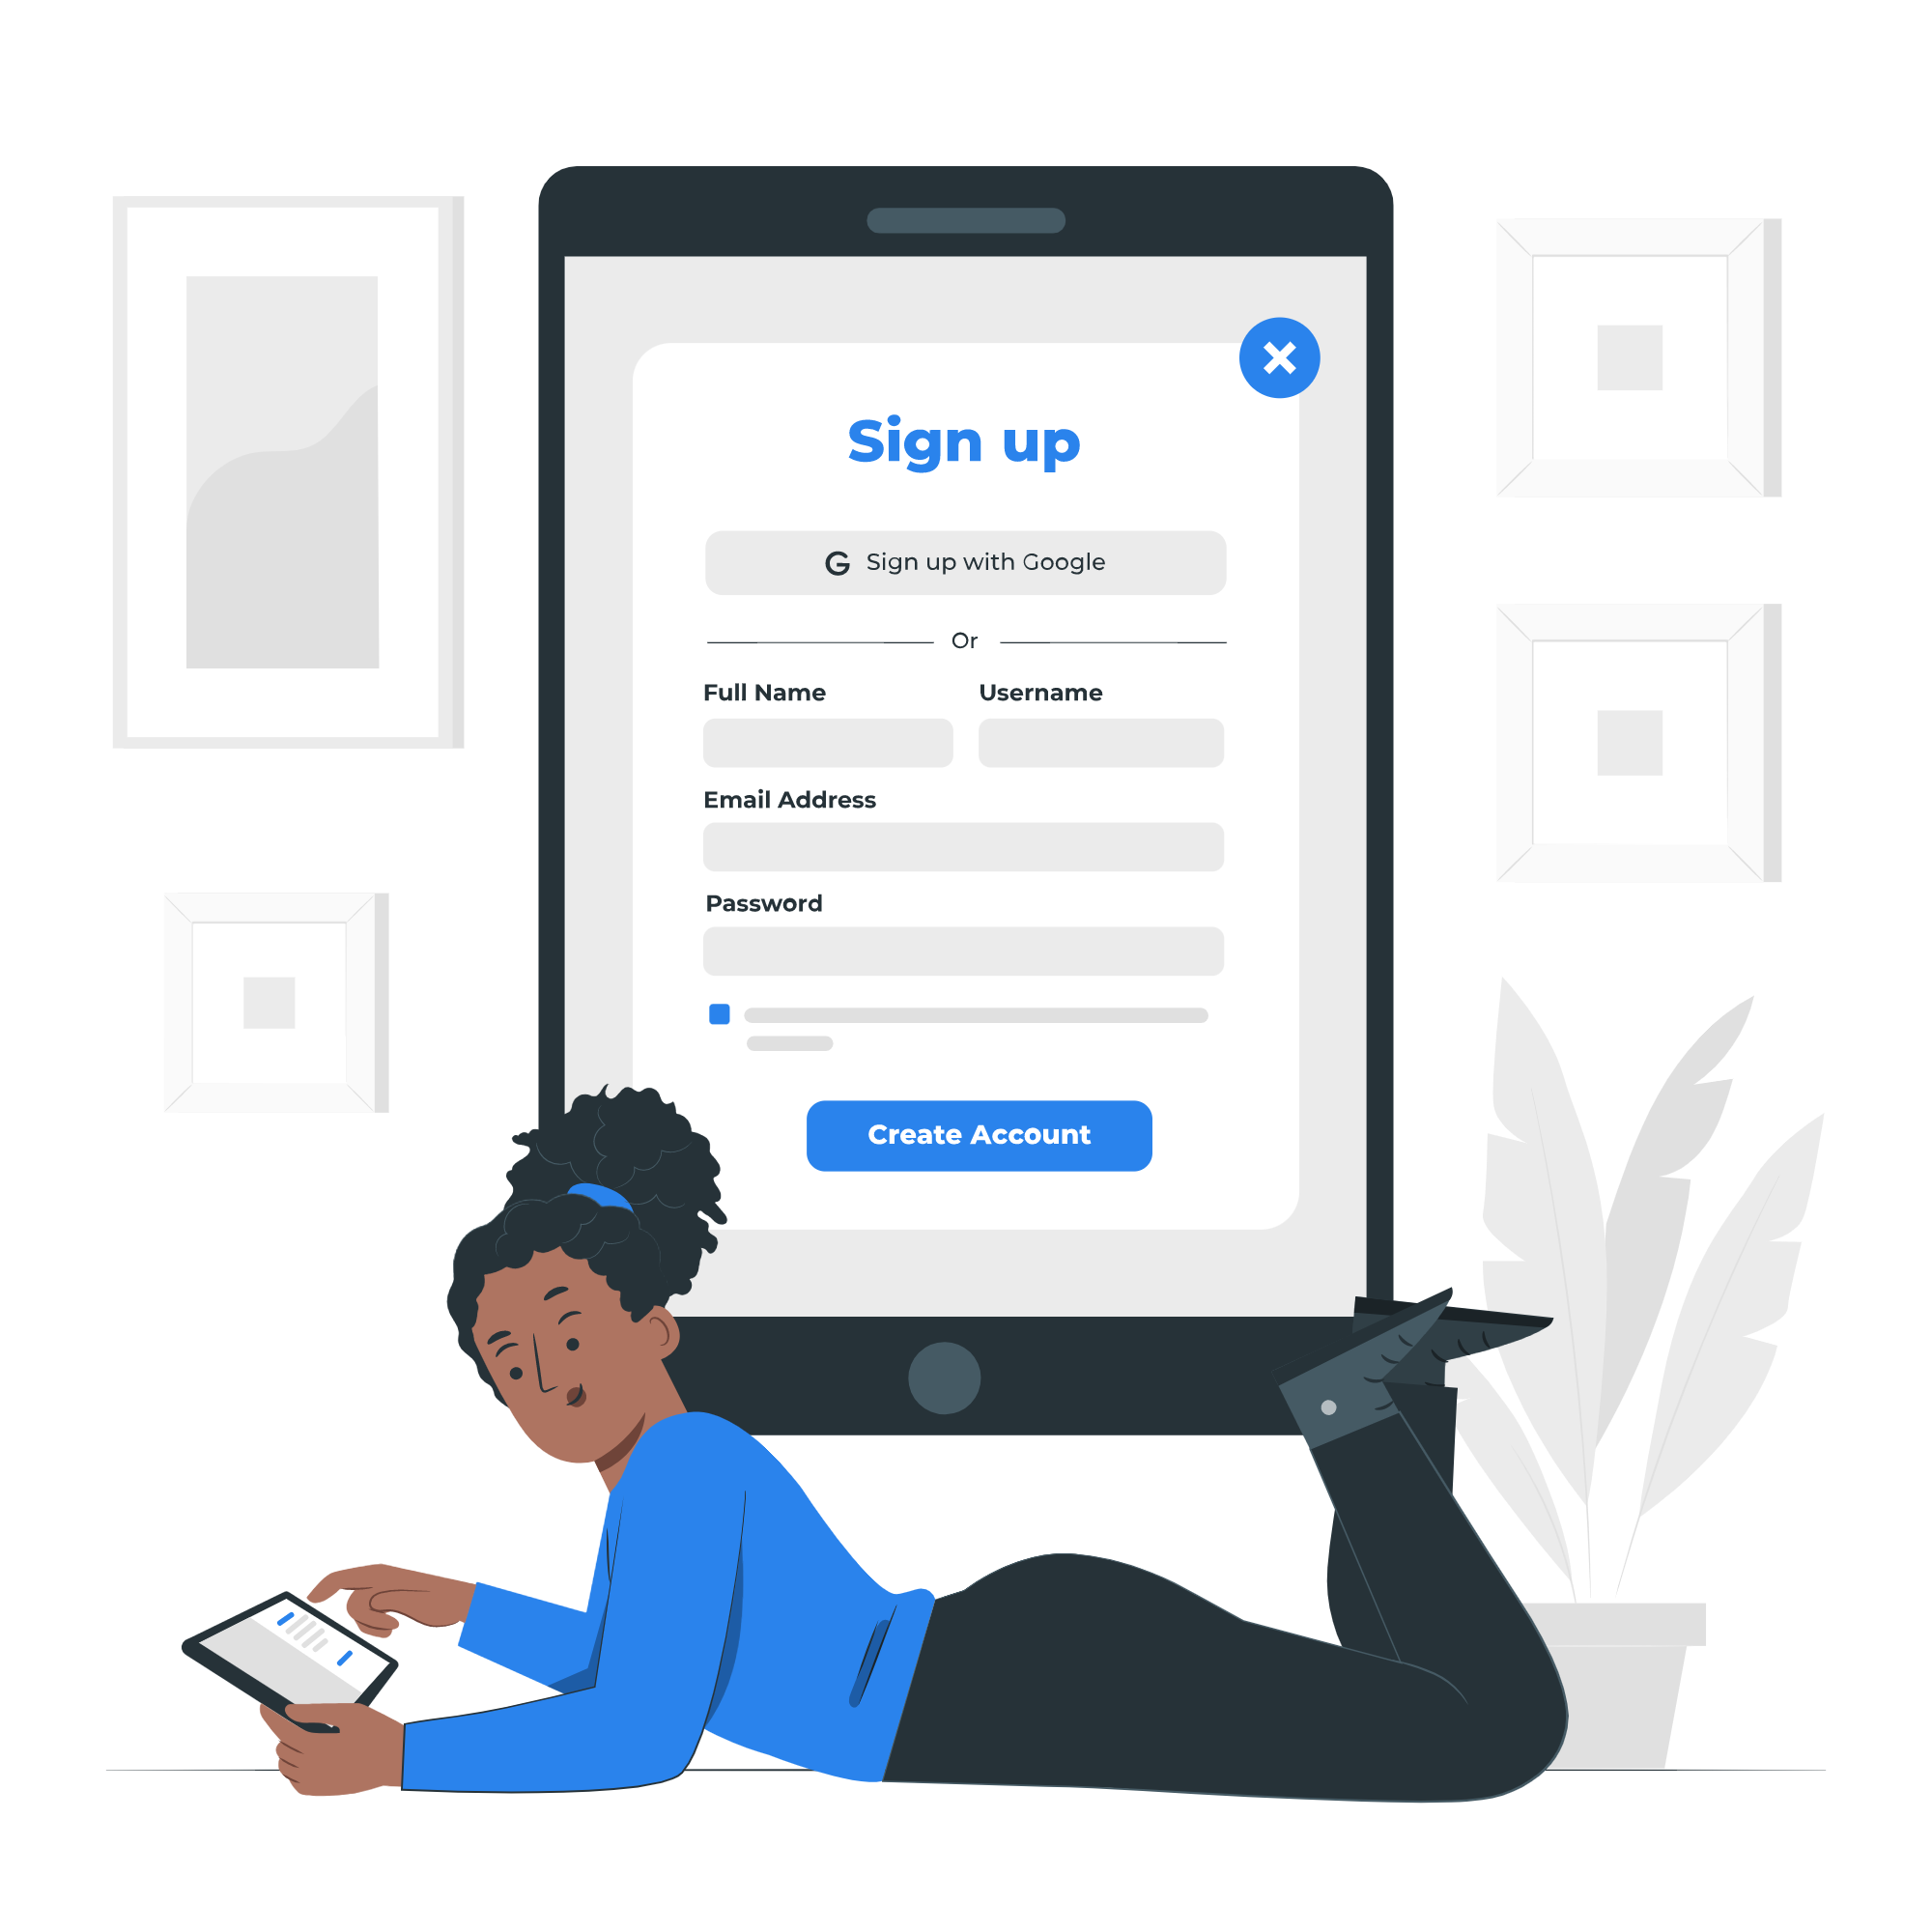 Sign up
G Sign up with Google
Or
Full Name Username
Email Address
Password
Create Account